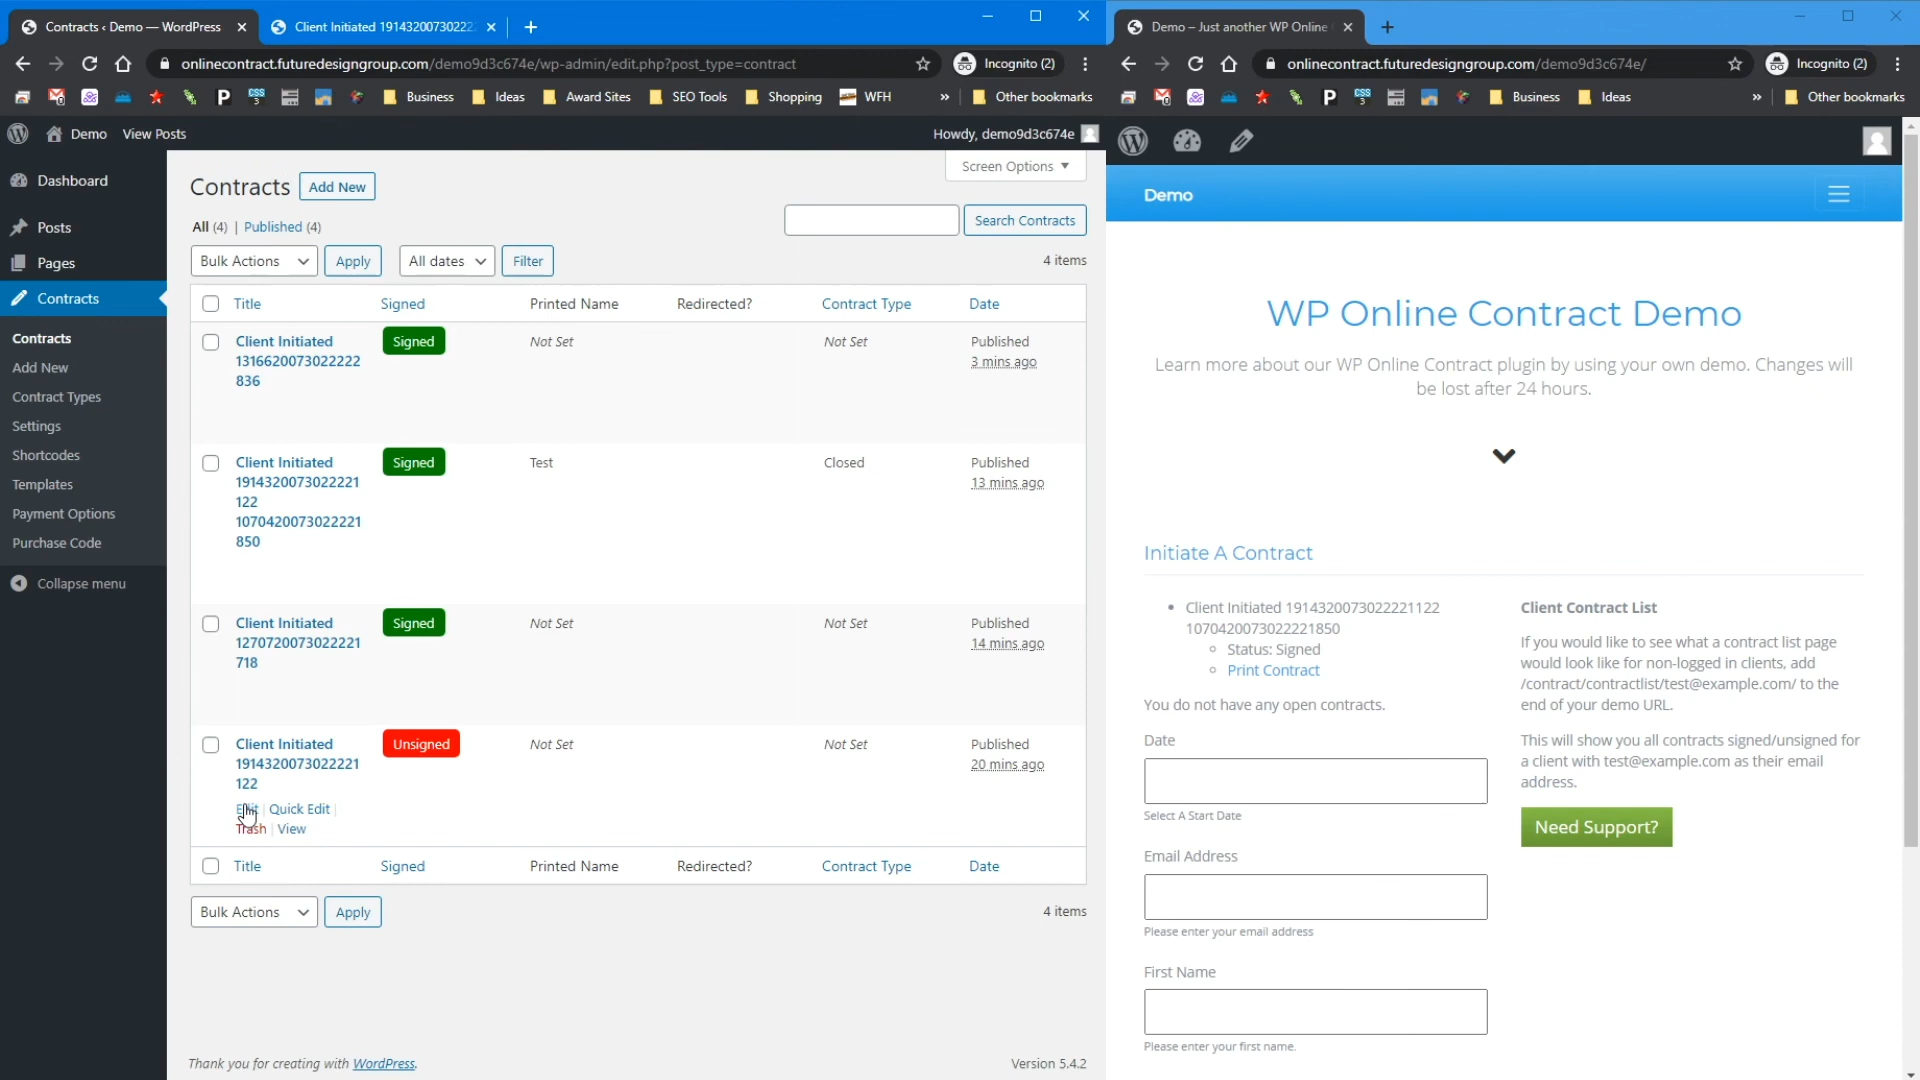 Contracts ‹ Demo — WordPress
Client Initiated 19143200730222
Demo – Just another WP Online
onlinecontract.futuredesigngroup.com/demo9d3c674e/wp-admin/edit.php?post_type=contract
Incognito (2)
onlinecontract.futuredesigngroup.com/demo9d3c674e/
Incognito (2)
Business
Ideas
Award Sites
SEO Tools
Shopping
WFH
»
Other bookmarks
Business
Ideas
»
Other bookmarks
Demo
View Posts
Howdy, demo9d3c674e
Dashboard
Posts
Pages
Contracts
Contracts
Add New
Contract Types
Settings
Shortcodes
Templates
Payment Options
Purchase Code
Collapse menu
Screen Options
Contracts
Add New
All (4) | Published (4)
Search Contracts
Bulk Actions
Apply
All dates
Filter
4 items
Title
Signed
Printed Name
Redirected?
Contract Type
Date
Client Initiated
1316620073022222
836
Signed
Not Set
Not Set
Published
3 mins ago
Client Initiated
1914320073022221
122
1070420073022221
850
Signed
Test
Closed
Published
13 mins ago
Client Initiated
1270720073022221
718
Signed
Not Set
Not Set
Published
14 mins ago
Client Initiated
1914320073022221
122
Edit | Quick Edit |
Trash | View
Unsigned
Not Set
Not Set
Published
20 mins ago
Title
Signed
Printed Name
Redirected?
Contract Type
Date
Bulk Actions
Apply
4 items
Thank you for creating with WordPress.
Version 5.4.2
Demo
WP Online Contract Demo
Learn more about our WP Online Contract plugin by using your own demo. Changes will
be lost after 24 hours.
Initiate A Contract
Client Initiated 1914320073022221122
1070420073022221850
Status: Signed
Print Contract
You do not have any open contracts.
Date
Select A Start Date
Email Address
Please enter your email address
First Name
Please enter your first name.
Client Contract List
If you would like to see what a contract list page
would look like for non-logged in clients, add
/contract/contractlist/test@example.com/ to the
end of your demo URL.
This will show you all contracts signed/unsigned for
a client with test@example.com as their email
address.
Need Support?